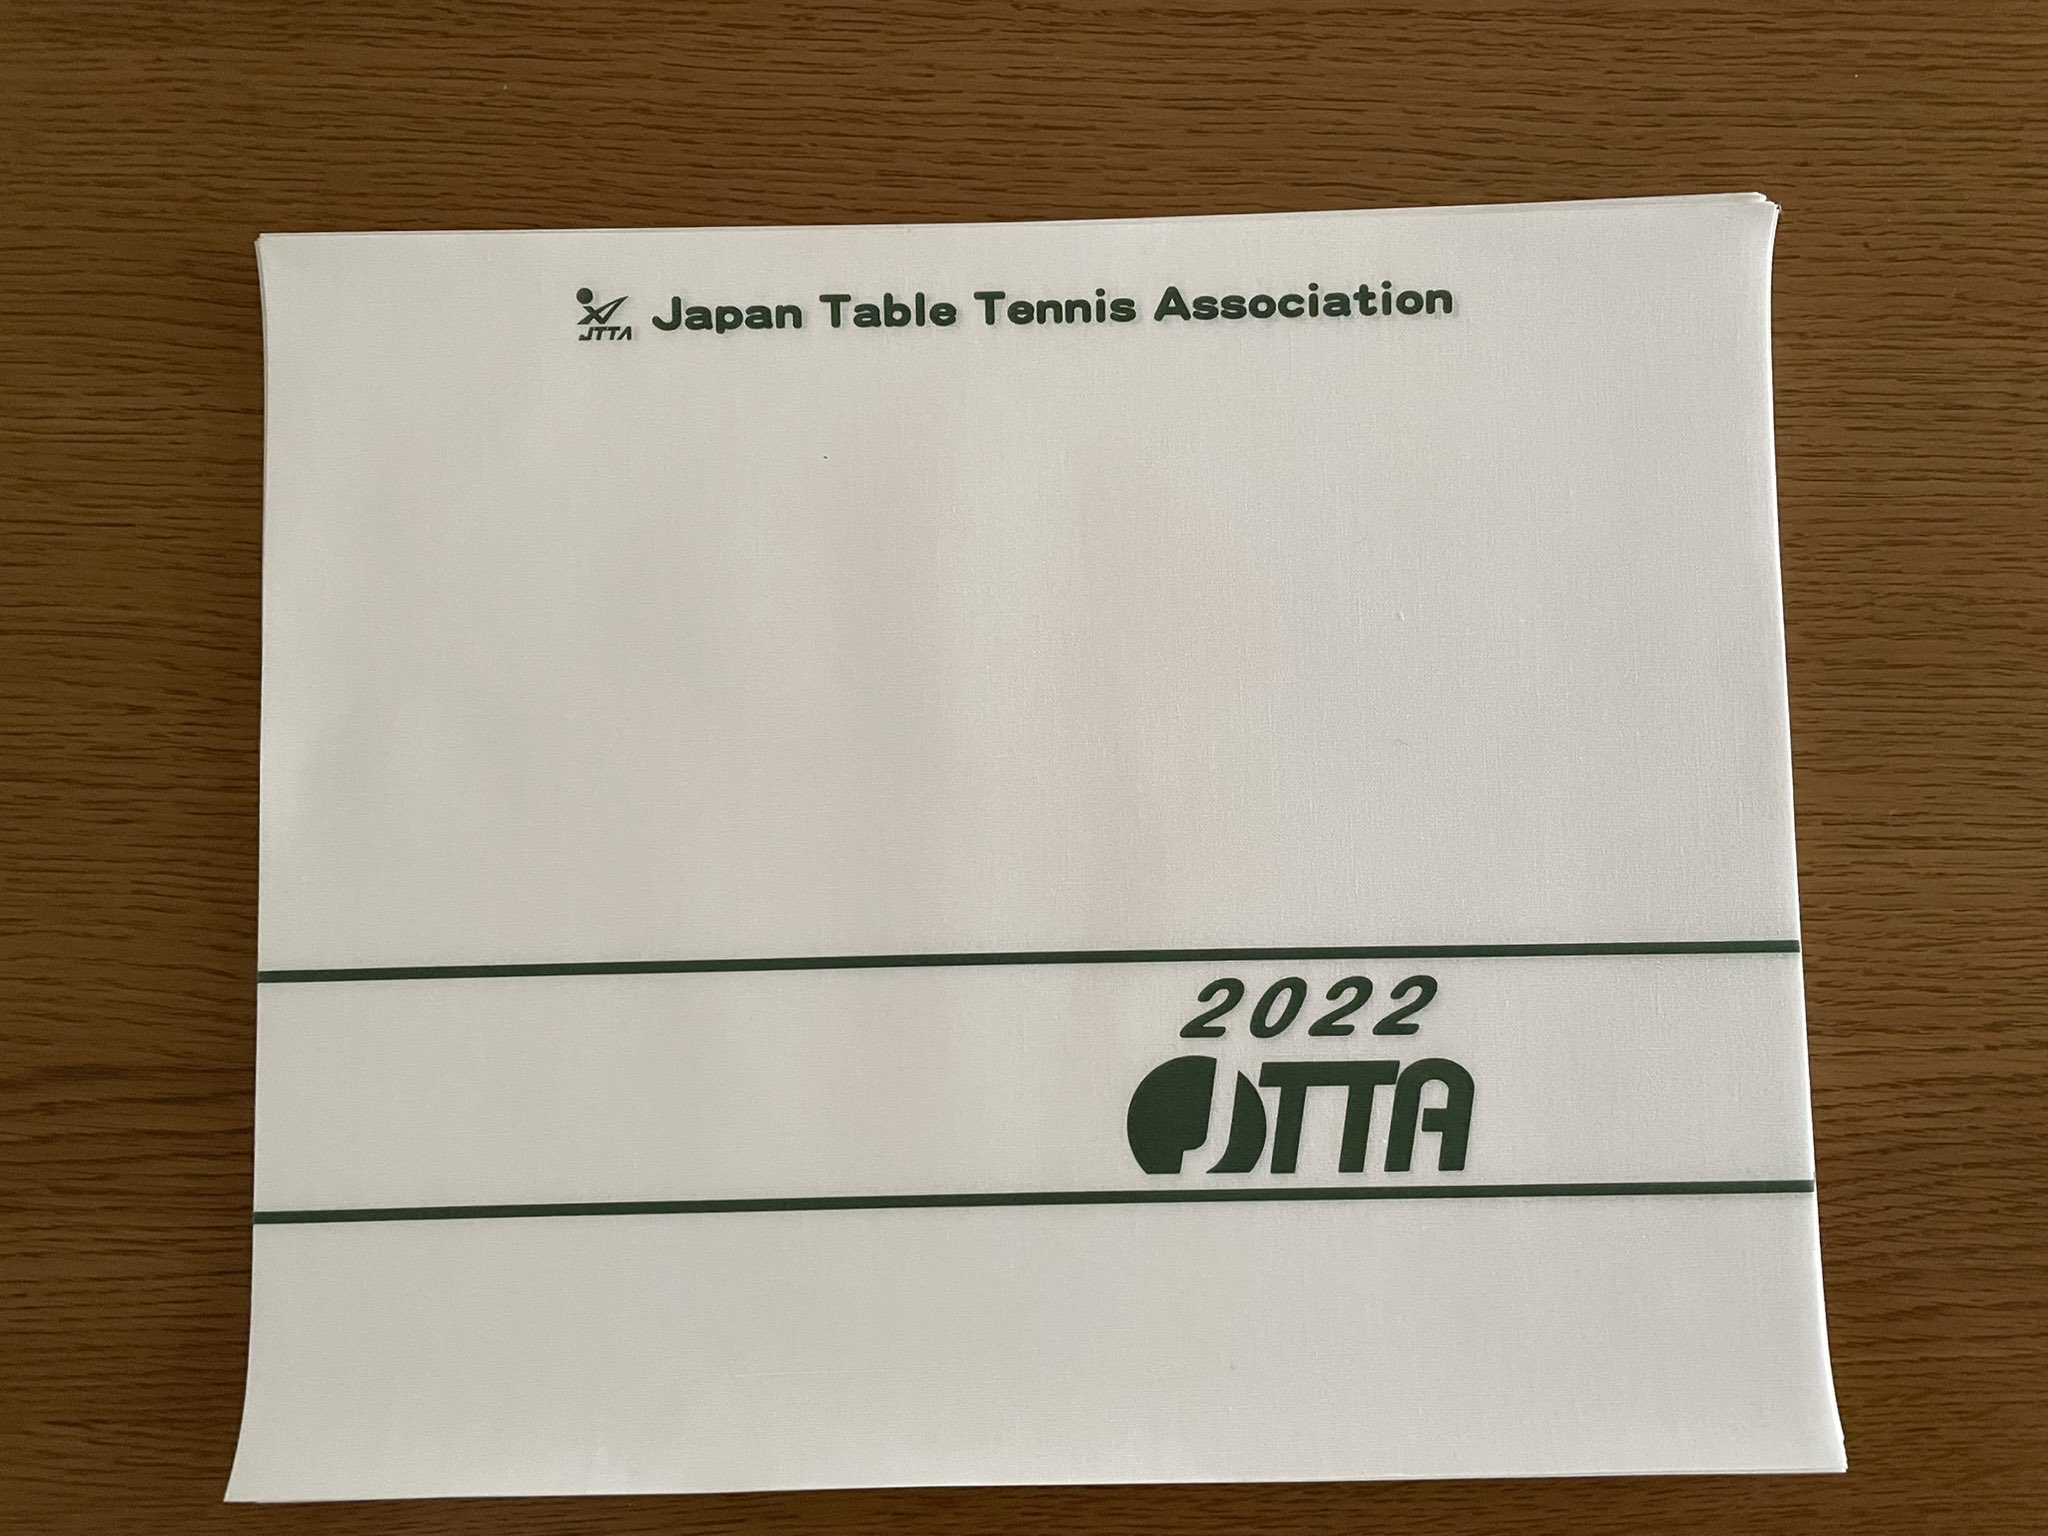 JTTA Japan Table Tennis Association
2022
JTTA